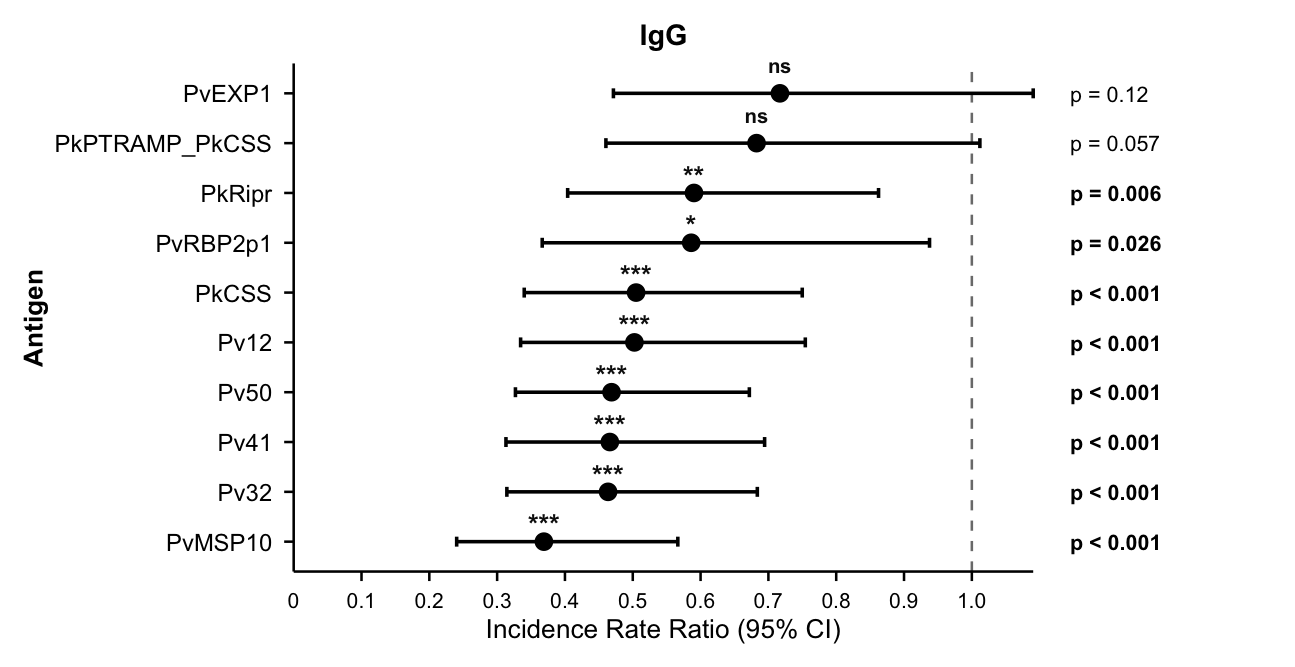 IgG
ns
PvEXP1
p = 0.12
ns
PkPTRAMP_PkCSS
p = 0.057
**
PkRipr
p = 0.006
*
PvRBP2p1
p = 0.026
***
PkCSS
p < 0.001
***
Pv12
p < 0.001
***
Pv50
p < 0.001
***
Pv41
p < 0.001
***
Pv32
p < 0.001
***
PvMSP10
p < 0.001
Antigen
0 0.1 0.2 0.3 0.4 0.5 0.6 0.7 0.8 0.9 1.0
Incidence Rate Ratio (95% CI)